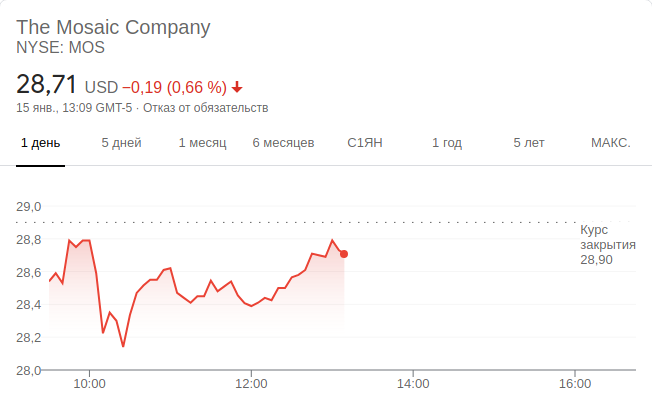 The Mosaic Company
NYSE: MOS
28,71 USD −0,19 (0,66 %)
15 янв., 13:09 GMT-5 · Отказ от обязательств
1 день 5 дней 1 месяц 6 месяцев С1ЯН 1 год 5 лет МАКС.
29,0
28,8
28,6
28,4
28,2
28,0
Курс
закрытия
28,90
10:00 12:00 14:00 16:00